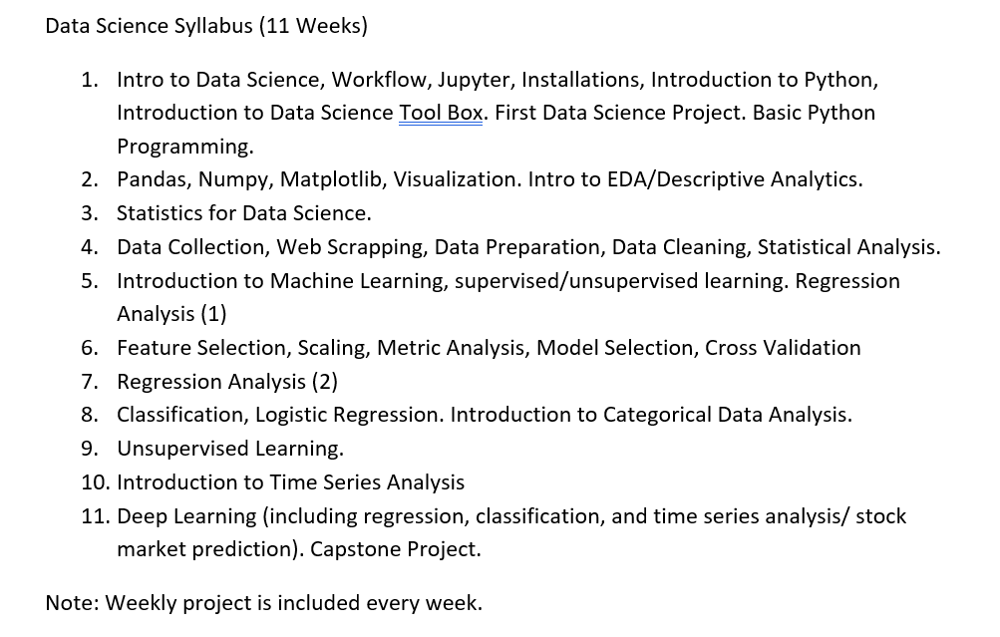 Data Science Syllabus (11 Weeks)
1. Intro to Data Science, Workflow, Jupyter, Installations, Introduction to Python,
Introduction to Data Science Tool Box. First Data Science Project. Basic Python
Programming.
2. Pandas, Numpy, Matplotlib, Visualization. Intro to EDA/Descriptive Analytics.
3. Statistics for Data Science.
4. Data Collection, Web Scrapping, Data Preparation, Data Cleaning, Statistical Analysis.
5. Introduction to Machine Learning, supervised/unsupervised learning. Regression
Analysis (1)
6. Feature Selection, Scaling, Metric Analysis, Model Selection, Cross Validation
7. Regression Analysis (2)
8. Classification, Logistic Regression. Introduction to Categorical Data Analysis.
9. Unsupervised Learning.
10. Introduction to Time Series Analysis
11. Deep Learning (including regression, classification, and time series analysis/ stock
market prediction). Capstone Project.
Note: Weekly project is included every week.